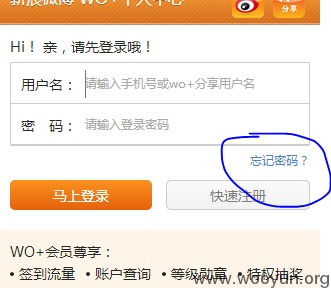 新浪微博 WO+个人中心
分享
Hi！ 亲，请先登录哦！
用户名： 请输入手机号或wo+分享用户名
密 码： 请输入登录密码
忘记密码？
马上登录 快速注册
WO+会员尊享：
• 签到流量 • 账户查询 • 等级勋章 • 特权抽奖
www.wooyun.org